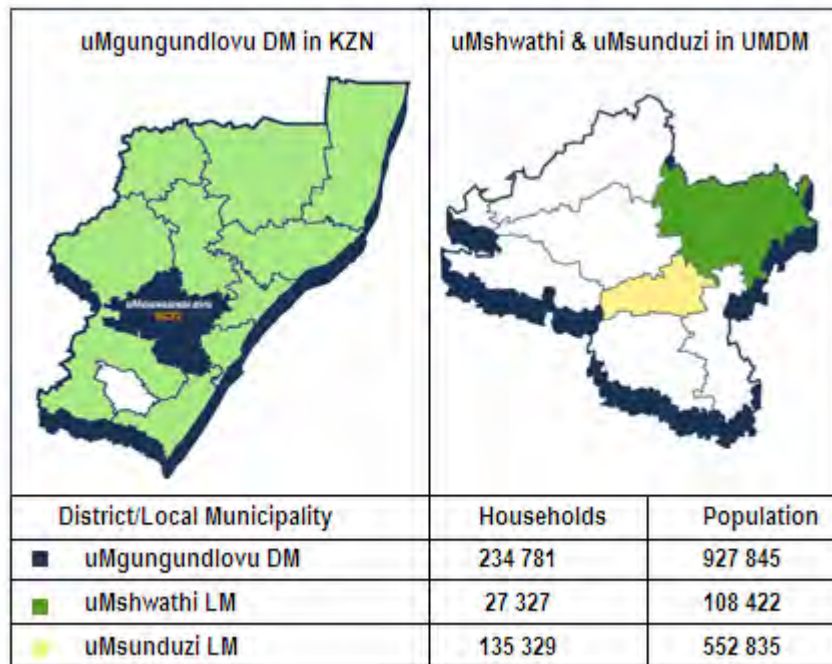 uMgungundlovu DM in KZN
uMshwathi & uMsunduzi in UMDM
District/Local Municipality Households Population
uMgungundlovu DM 234 781 927 845
uMshwathi LM 27 327 108 422
uMsunduzi LM 135 329 552 835